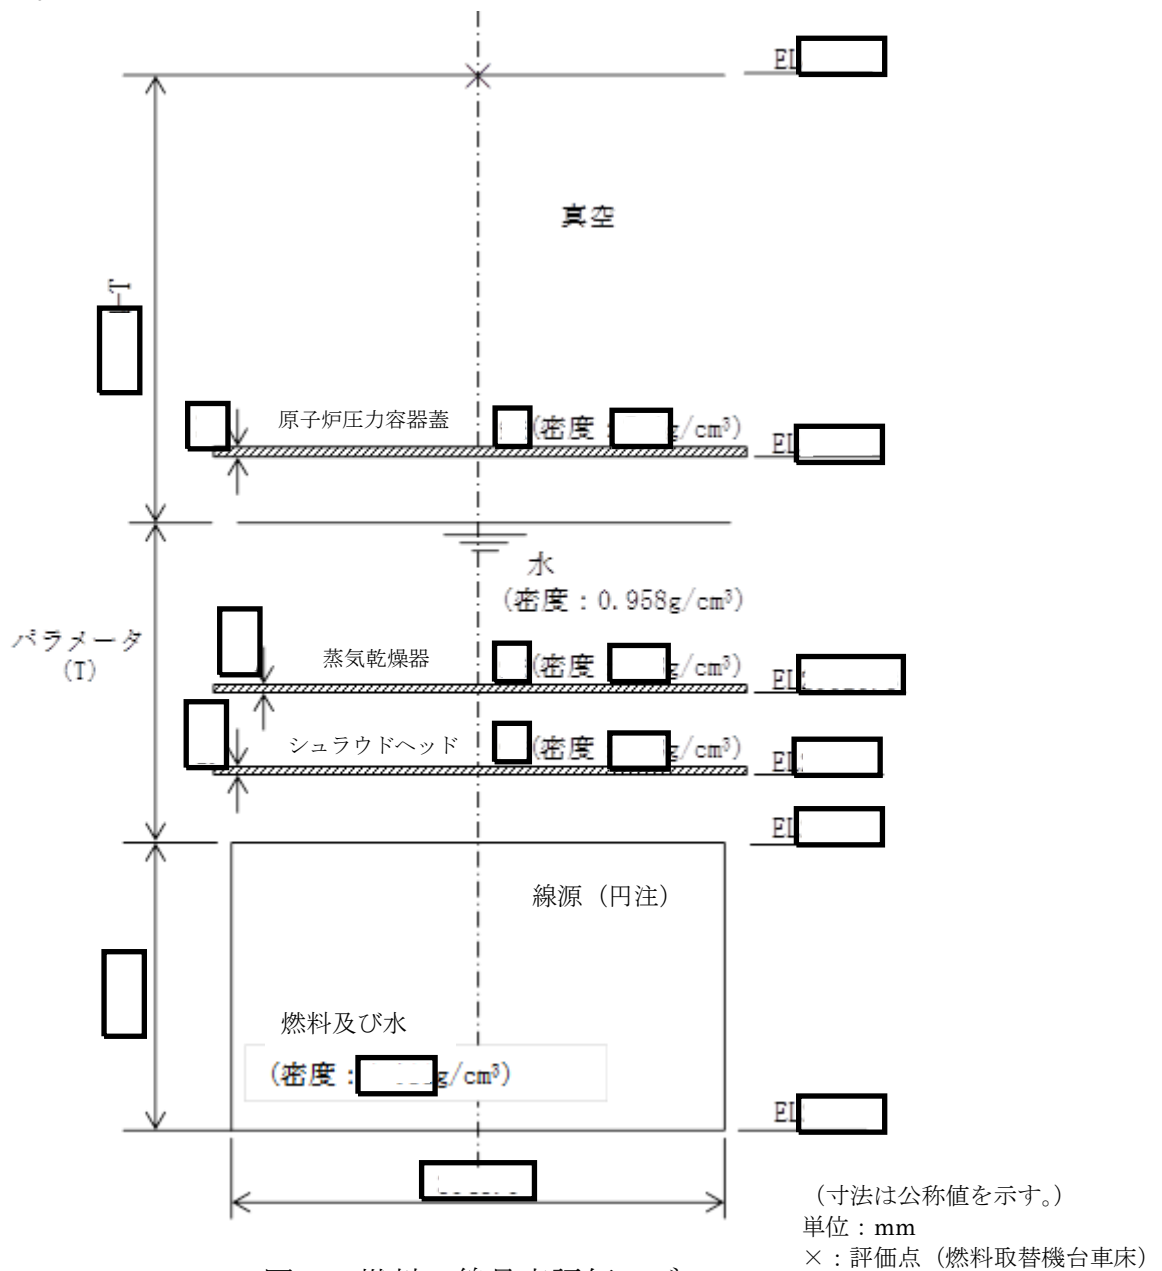 EL
真空
-T
原子炉圧力容器蓋
(密度：
g/cm³)
EL
水
(密度：0.958g/cm³)
パラメータ
(T)
蒸気乾燥器
(密度
g/cm³)
EL
シュラウドヘッド
(密度
g/cm³)
EL
EL
線源（円注）
燃料及び水
(密度：
g/cm³)
EL
（寸法は公称値を示す。）
単位：mm
×：評価点（燃料取替機台車床）